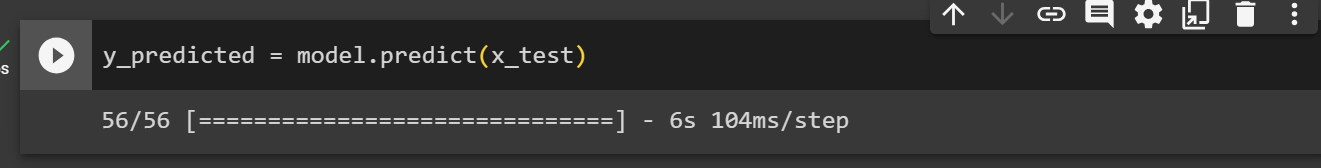 y_predicted = model.predict(x_test)
s
56/56 [==============================] - 6s 104ms/step